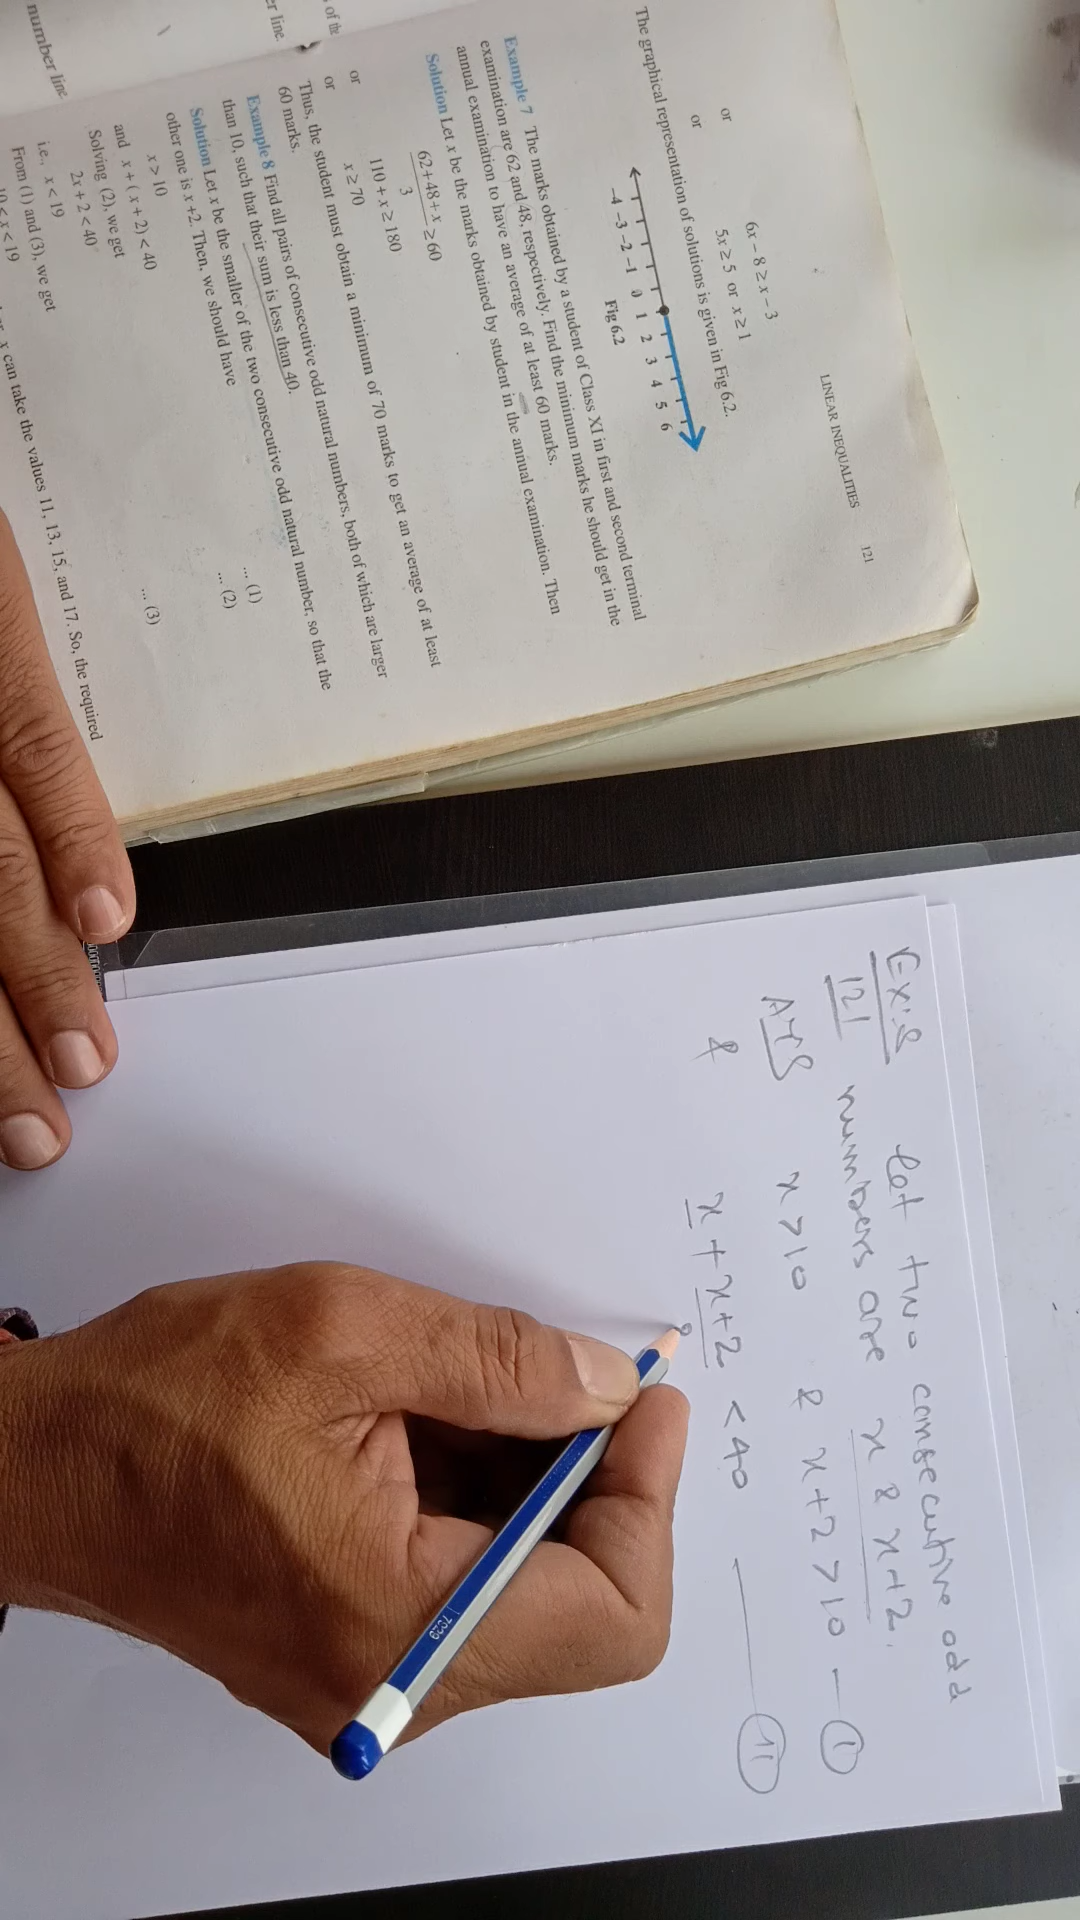 LINEAR INEQUALITIES 121
6x – 8 ≥ x – 3
or 5x ≥ 5 or x ≥ 1
or
The graphical representation of solutions is given in Fig 6.2.
–4 –3 –2 –1 0 1 2 3 4 5 6
Fig 6.2
Example 7 The marks obtained by a student of Class XI in first and second terminal
examination are 62 and 48, respectively. Find the minimum marks he should get in the
annual examination to have an average of at least 60 marks.
Solution Let x be the marks obtained by student in the annual examination. Then
62+48+x
3
≥ 60
or 110 + x ≥ 180
or x ≥ 70
Thus, the student must obtain a minimum of 70 marks to get an average of at least
60 marks.
Example 8 Find all pairs of consecutive odd natural numbers, both of which are larger
than 10, such that their sum is less than 40.
Solution Let x be the smaller of the two consecutive odd natural number, so that the
other one is x +2. Then, we should have
x > 10 ... (1)
and x + ( x + 2) < 40 ... (2)
Solving (2), we get
2x + 2 < 40
i.e., x < 19 ... (3)
From (1) and (3), we get
10 < x < 19
x can take the values 11, 13, 15, and 17. So, the required
of the
er line.
number line
Ex:8 Let two consecutive odd
121 numbers are x & x+2.
ATS x > 10 & x+2 > 10 — (1)
& x + x+2 < 40 — (11)
7029